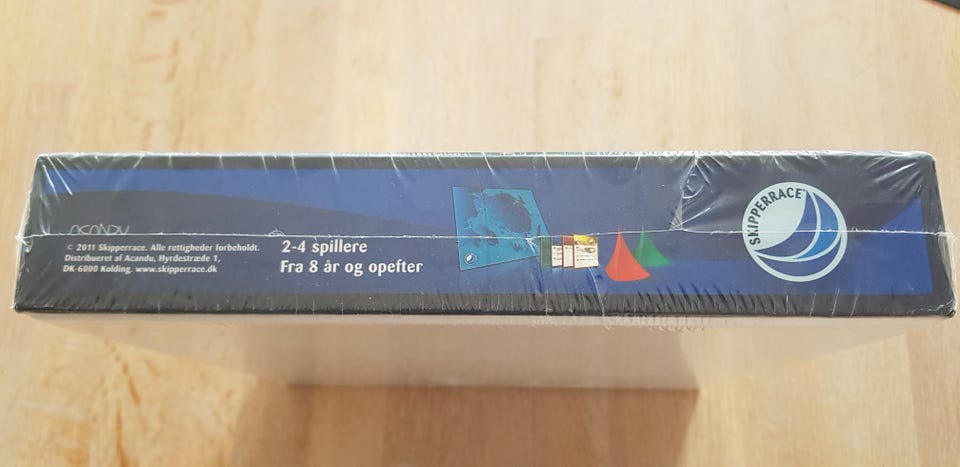 acandu
© 2011 Skipperrace. Alle rettigheder forbeholdt.
Distribueret af Acandu, Hyrdestræde 1,
DK-6000 Kolding. www.skipperrace.dk
2-4 spillere
Fra 8 år og opefter
SKIPPERRACE